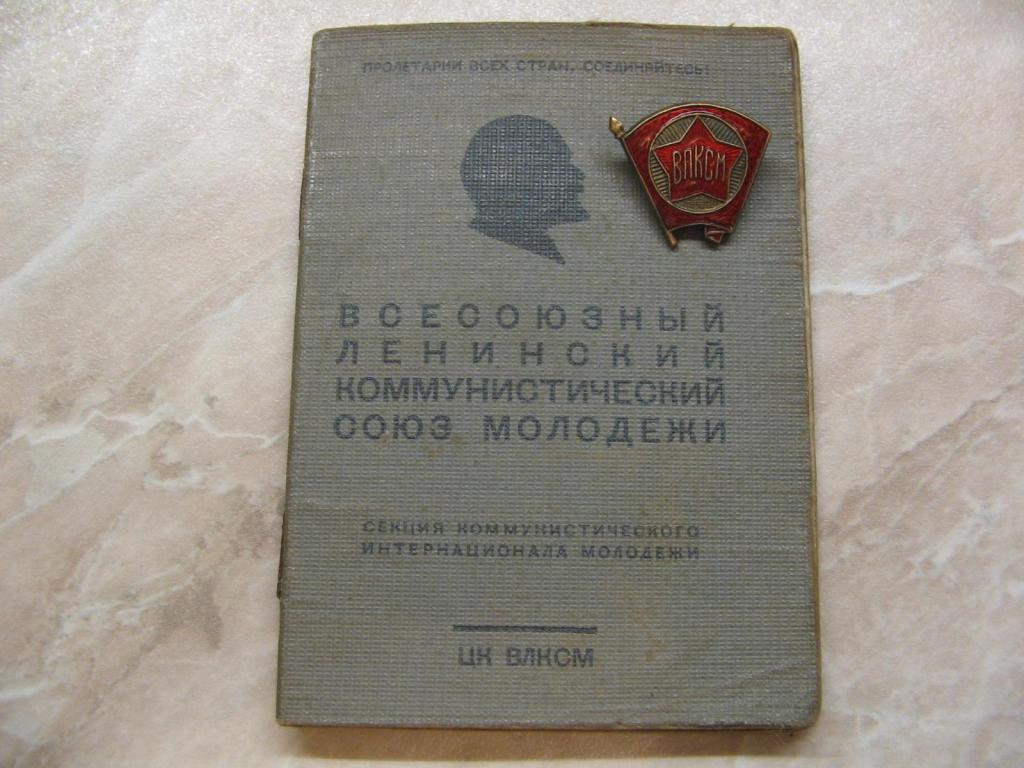 ПРОЛЕТАРИИ ВСЕХ СТРАН, СОЕДИНЯЙТЕСЬ!
ВЛКСМ
ВСЕСОЮЗНЫЙ
ЛЕНИНСКИЙ
КОММУНИСТИЧЕСКИЙ
СОЮЗ МОЛОДЕЖИ
СЕКЦИЯ КОММУНИСТИЧЕСКОГО
ИНТЕРНАЦИОНАЛА МОЛОДЕЖИ
ЦК ВЛКСМ